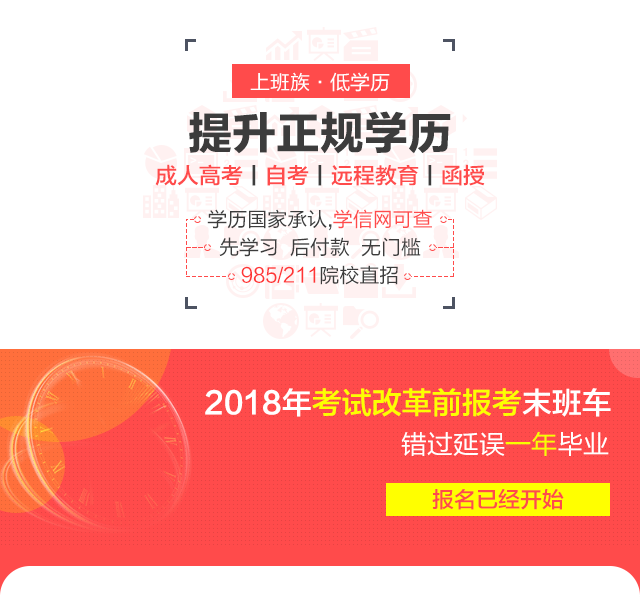 上班族·低学历
提升正规学历
成人高考丨自考丨远程教育丨函授
学历国家承认,学信网可查
先学习 后付款 无门槛
985/211院校直招
2018年考试改革前报考末班车
错过延误一年毕业
报名已经开始